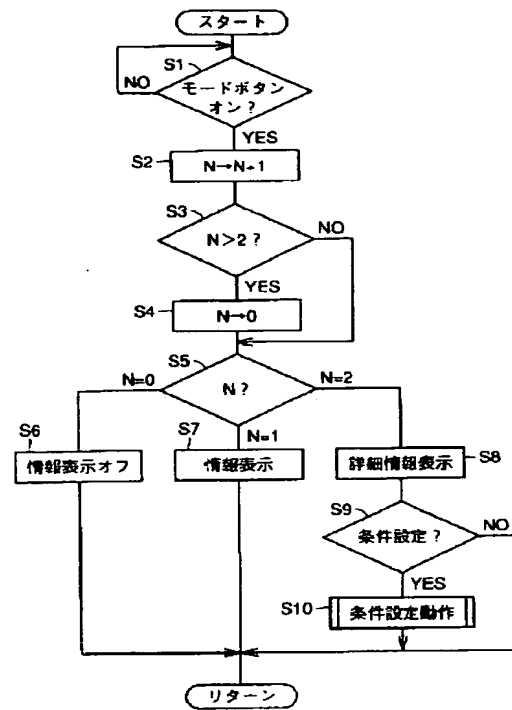 スタート
S1
NO
モードボタン
オン?
YES
S2
N→N+1
S3
NO
N>2?
YES
S4
N→0
S5
N=0
N?
N=2
N=1
S6
情報表示オフ
S7
情報表示
詳細情報表示
S8
S9
条件設定?
NO
YES
S10
条件設定動作
リターン